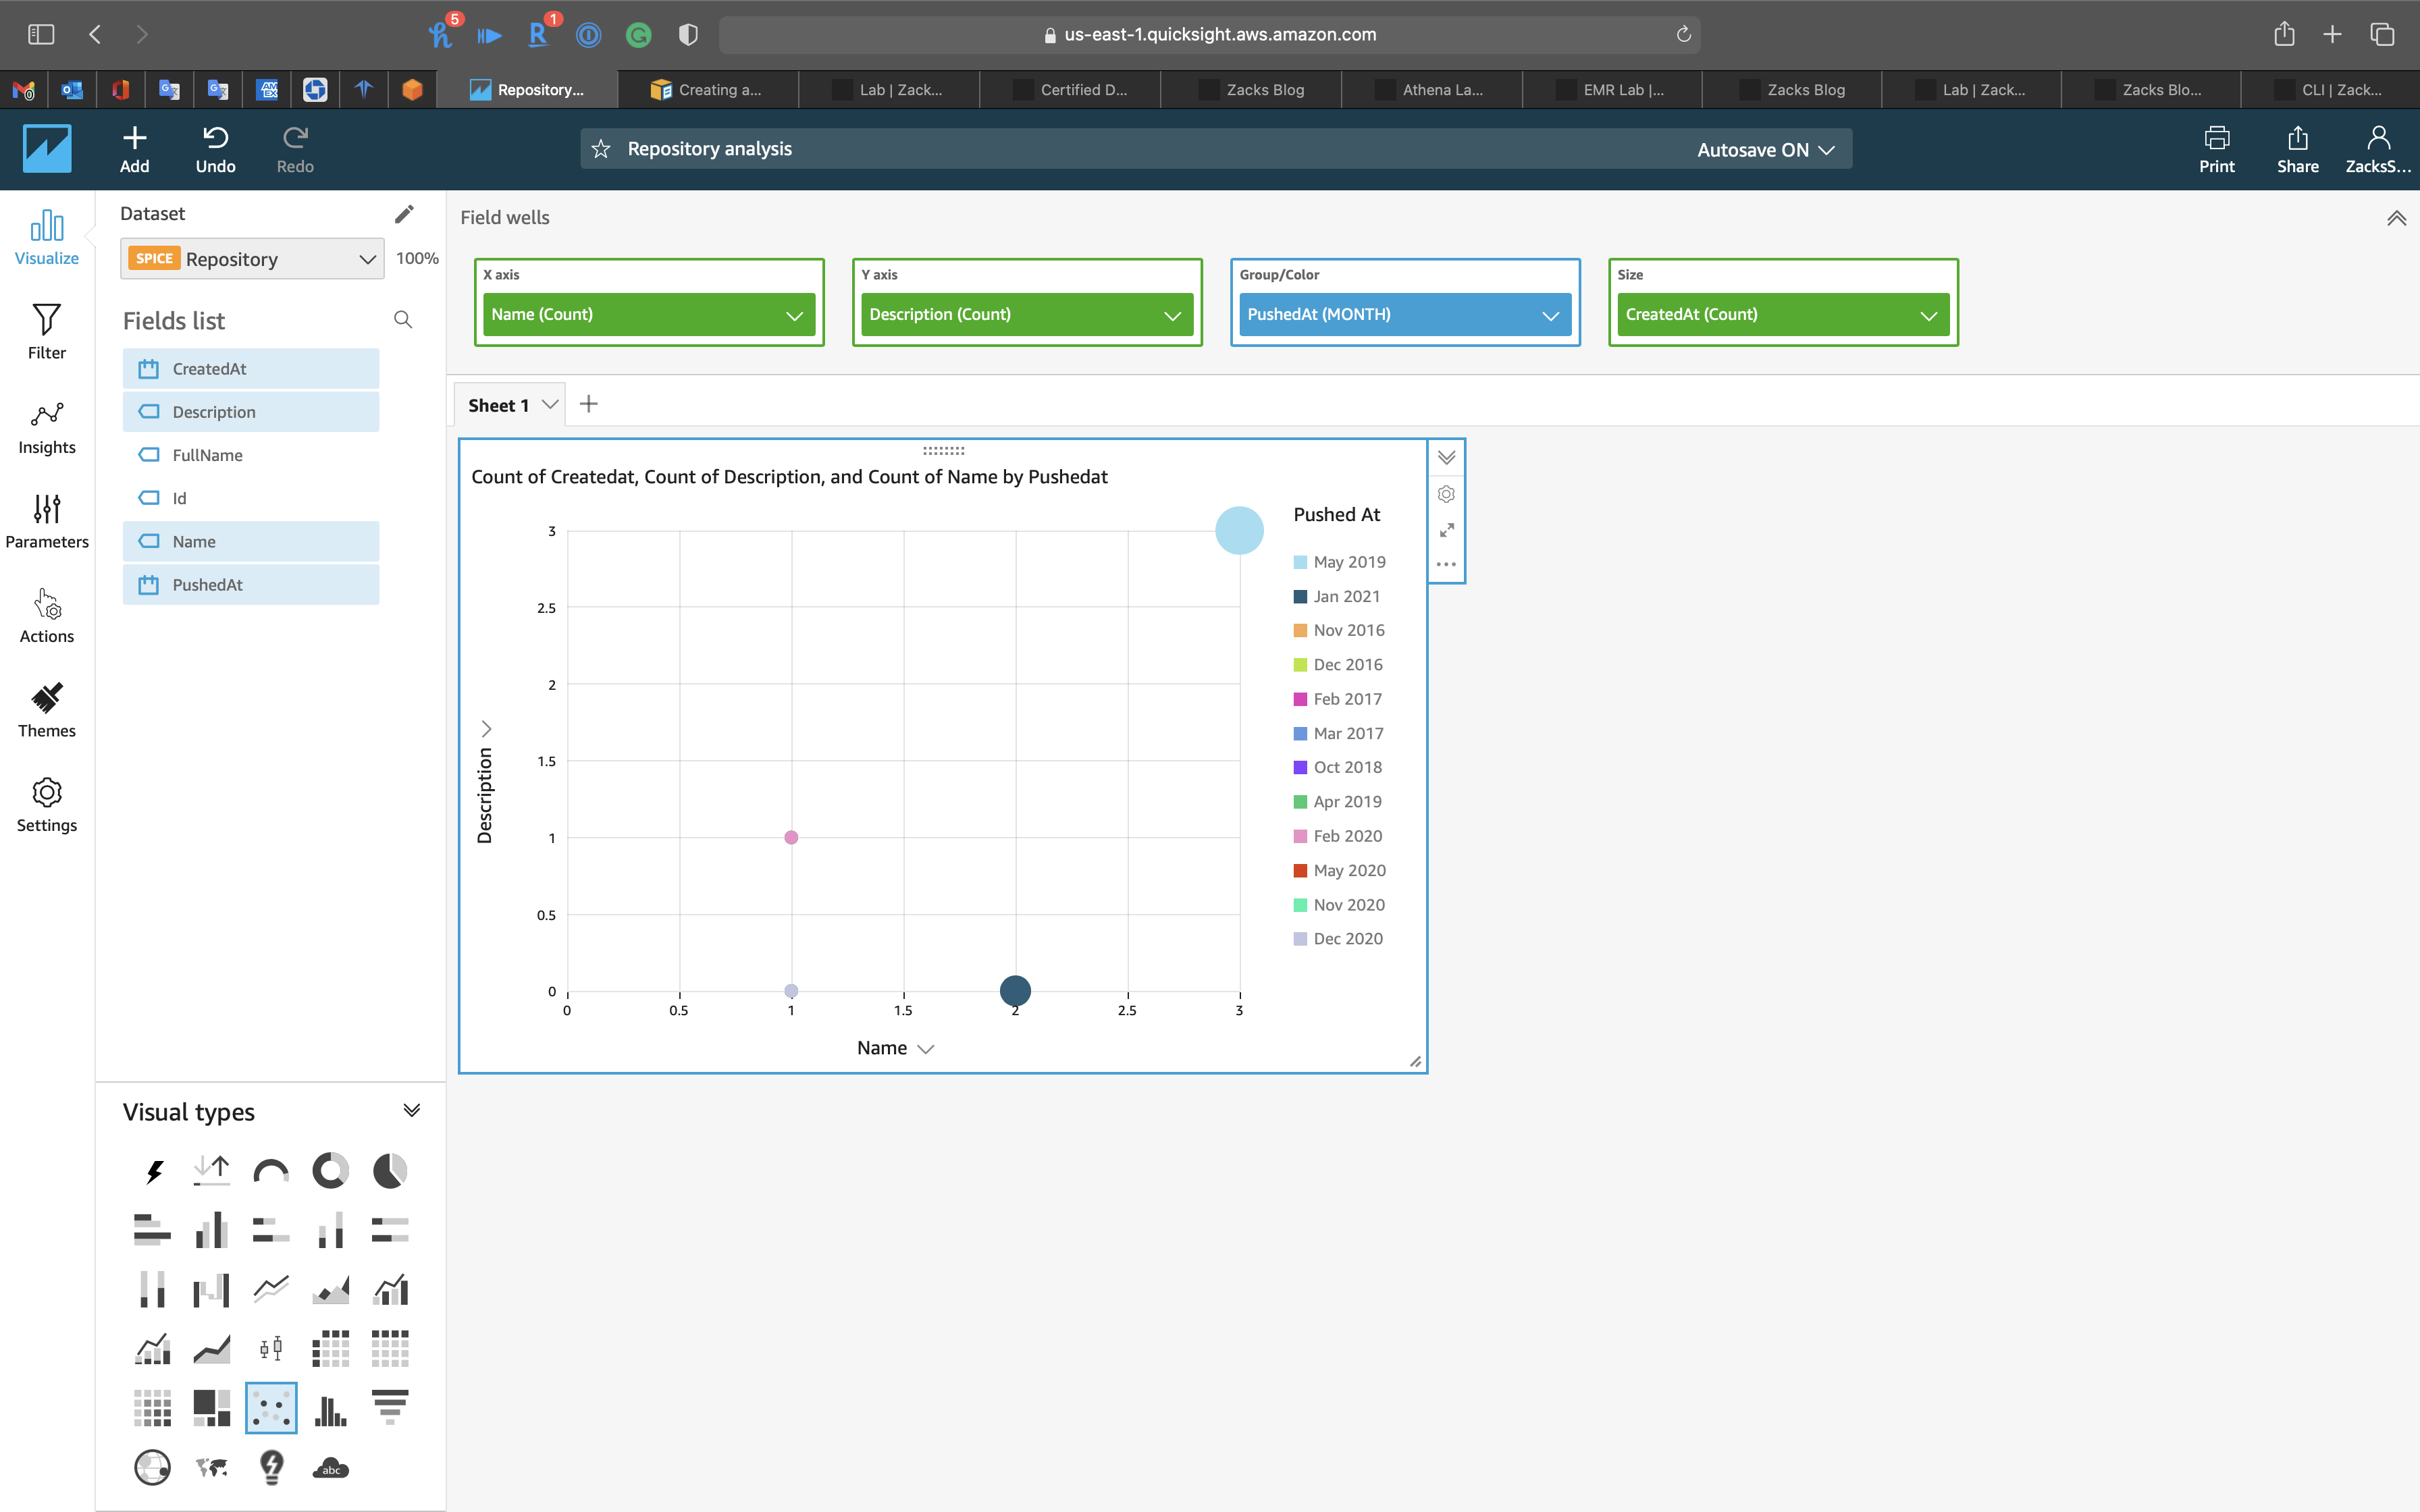 5
1
us-east-1.quicksight.aws.amazon.com
0
Repository...
Creating a...
Lab | Zack...
Certified D...
Zacks Blog
Athena La...
EMR Lab |...
Zacks Blog
Lab | Zack...
Zacks Blo...
CLI | Zack...
Add
Undo
Redo
Repository analysis
Autosave ON
Print
Share
ZacksS...
Visualize
Filter
Insights
Parameters
Actions
Themes
Settings
Dataset
SPICE Repository 100%
Fields list
CreatedAt
Description
FullName
Id
Name
PushedAt
Visual types
abc
Field wells
X axis
Name (Count)
Y axis
Description (Count)
Group/Color
PushedAt (MONTH)
Size
CreatedAt (Count)
Sheet 1
Count of Createdat, Count of Description, and Count of Name by Pushedat
3
2.5
2
1.5
1
0.5
0
Description
0 0.5 1 1.5 2 2.5 3
Name
Pushed At
May 2019
Jan 2021
Nov 2016
Dec 2016
Feb 2017
Mar 2017
Oct 2018
Apr 2019
Feb 2020
May 2020
Nov 2020
Dec 2020